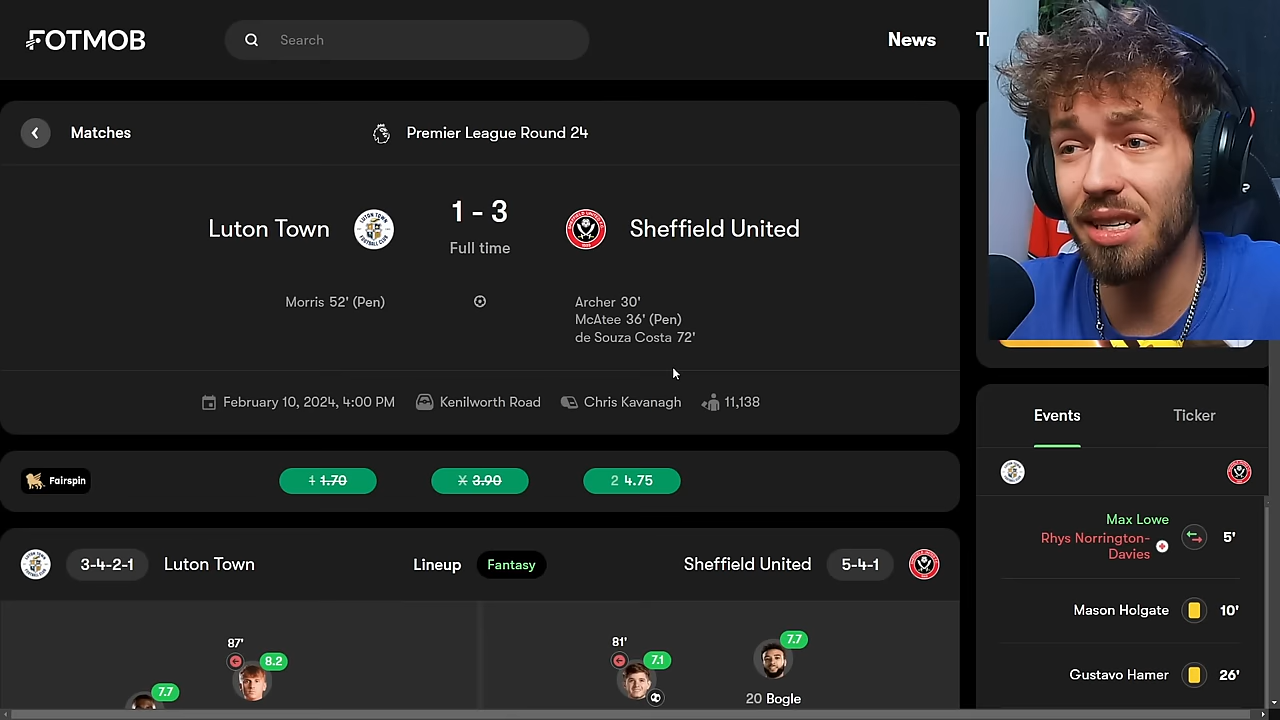 FOTMOB
Search
News
Matches
Premier League Round 24
Luton Town
1 - 3
Full time
Sheffield United
Morris 52' (Pen)
Archer 30'
McAtee 36' (Pen)
de Souza Costa 72'
February 10, 2024, 4:00 PM
Kenilworth Road
Chris Kavanagh
11,138
Fairspin
1 1.70
X 3.90
2 4.75
3-4-2-1
Luton Town
Lineup
Fantasy
Sheffield United
5-4-1
87'
8.2
7.7
81'
7.1
7.7
20 Bogle
Events
Ticker
Max Lowe
Rhys Norrington-
Davies
5'
Mason Holgate
10'
Gustavo Hamer
26'